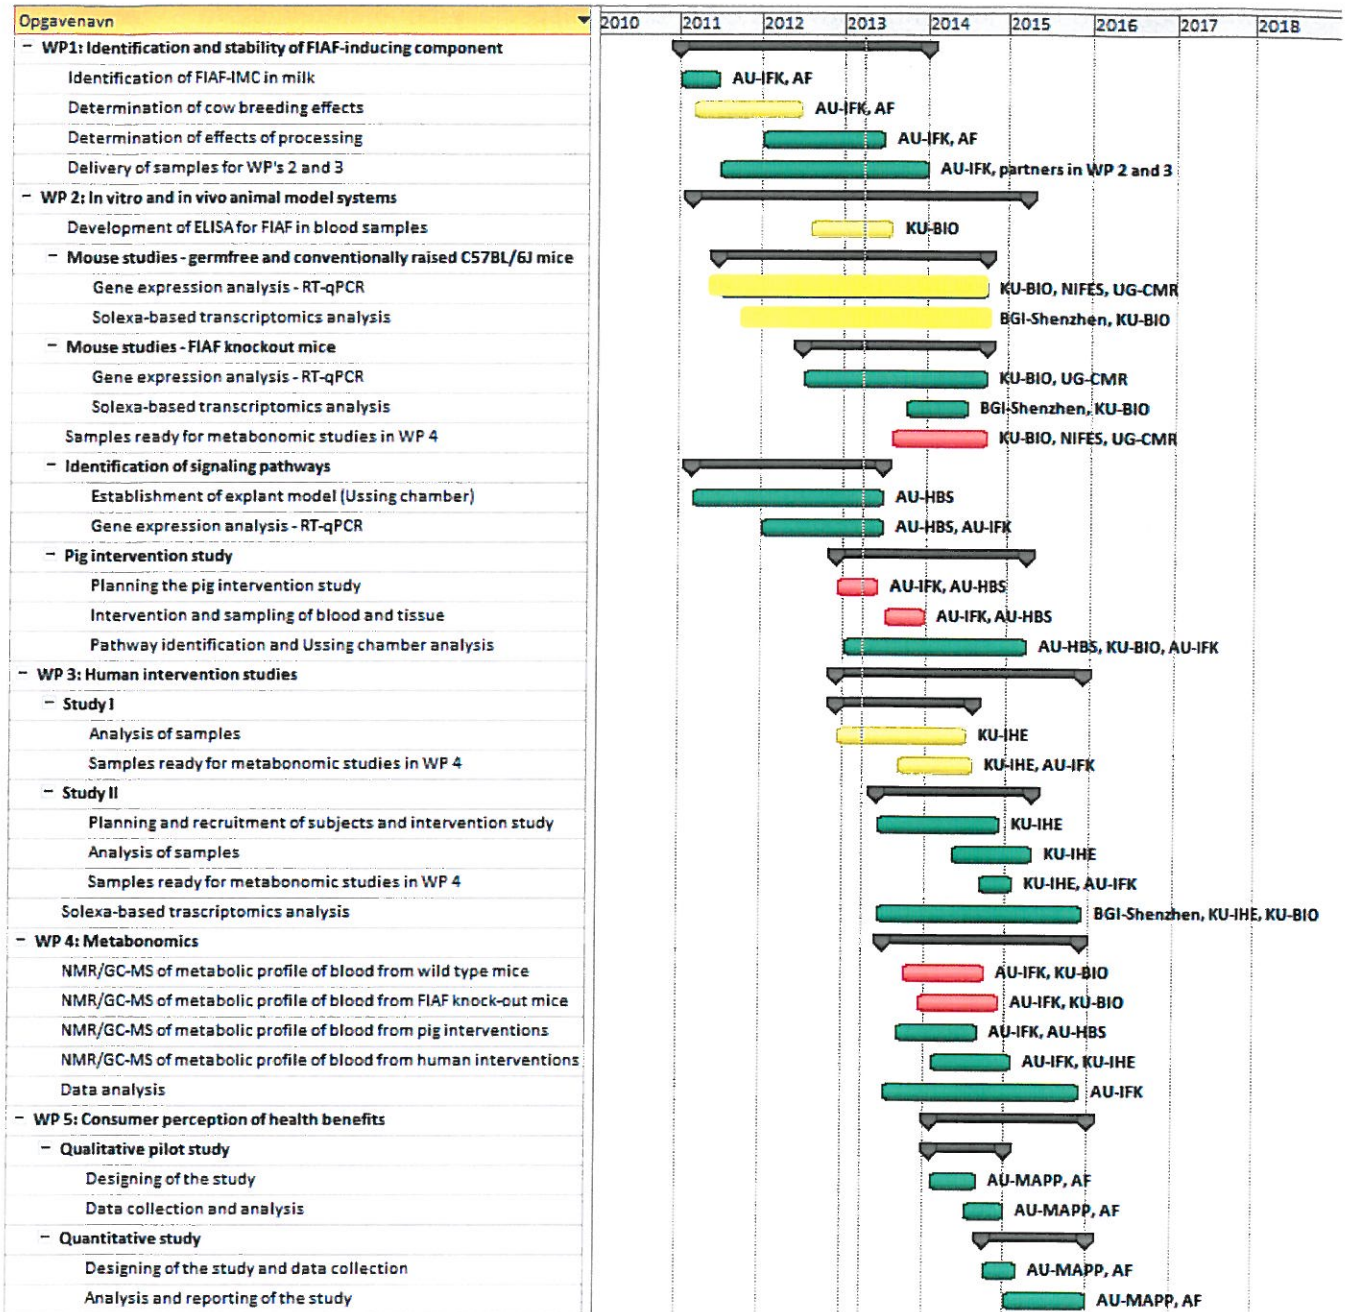 Opgavenavn 2010 2011 2012 2013 2014 2015 2016 2017 2018
− WP1: Identification and stability of FIAF-inducing component
Identification of FIAF-IMC in milk AU-IFK, AF
Determination of cow breeding effects AU-IFK, AF
Determination of effects of processing AU-IFK, AF
Delivery of samples for WP's 2 and 3 AU-IFK, partners in WP 2 and 3
− WP 2: In vitro and in vivo animal model systems
Development of ELISA for FIAF in blood samples KU-BIO
− Mouse studies - germfree and conventionally raised C57BL/6J mice
Gene expression analysis - RT-qPCR KU-BIO, NIFES, UG-CMR
Solexa-based transcriptomics analysis BGI-Shenzhen, KU-BIO
− Mouse studies - FIAF knockout mice
Gene expression analysis - RT-qPCR KU-BIO, UG-CMR
Solexa-based transcriptomics analysis BGI-Shenzhen, KU-BIO
Samples ready for metabonomic studies in WP 4 KU-BIO, NIFES, UG-CMR
− Identification of signaling pathways
Establishment of explant model (Ussing chamber) AU-HBS
Gene expression analysis - RT-qPCR AU-HBS, AU-IFK
− Pig intervention study
Planning the pig intervention study AU-IFK, AU-HBS
Intervention and sampling of blood and tissue AU-IFK, AU-HBS
Pathway identification and Ussing chamber analysis AU-HBS, KU-BIO, AU-IFK
− WP 3: Human intervention studies
− Study I
Analysis of samples KU-IHE
Samples ready for metabonomic studies in WP 4 KU-IHE, AU-IFK
− Study II
Planning and recruitment of subjects and intervention study KU-IHE
Analysis of samples KU-IHE
Samples ready for metabonomic studies in WP 4 KU-IHE, AU-IFK
Solexa-based trascriptomics analysis BGI-Shenzhen, KU-IHE, KU-BIO
− WP 4: Metabonomics
NMR/GC-MS of metabolic profile of blood from wild type mice AU-IFK, KU-BIO
NMR/GC-MS of metabolic profile of blood from FIAF knock-out mice AU-IFK, KU-BIO
NMR/GC-MS of metabolic profile of blood from pig interventions AU-IFK, AU-HBS
NMR/GC-MS of metabolic profile of blood from human interventions AU-IFK, KU-IHE
Data analysis AU-IFK
− WP 5: Consumer perception of health benefits
− Qualitative pilot study
Designing of the study AU-MAPP, AF
Data collection and analysis AU-MAPP, AF
− Quantitative study
Designing of the study and data collection AU-MAPP, AF
Analysis and reporting of the study AU-MAPP, AF